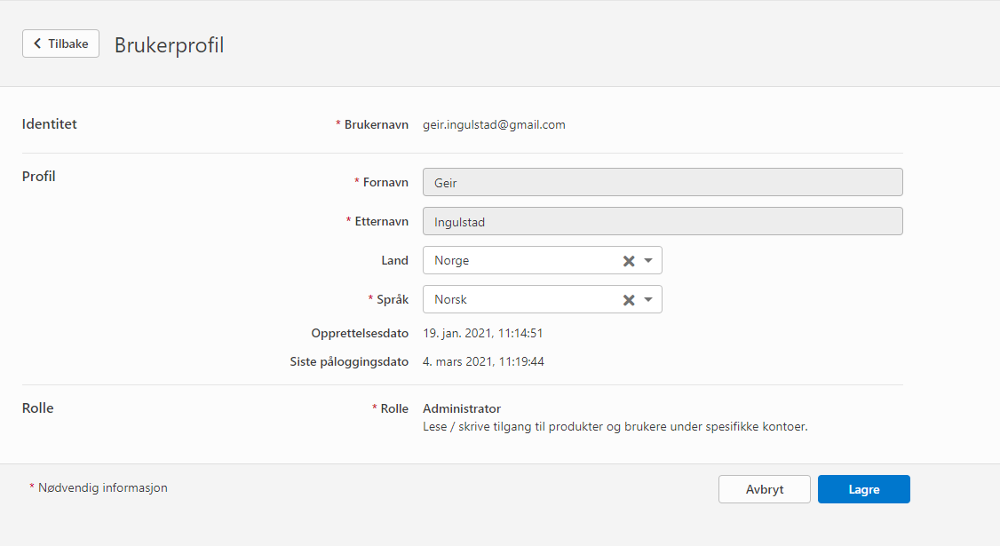 Tilbake
Brukerprofil
Identitet
* Brukernavn geir.ingulstad@gmail.com
Profil
* Fornavn Geir
* Etternavn Ingulstad
Land Norge
* Språk Norsk
Opprettelsesdato 19. jan. 2021, 11:14:51
Siste påloggingsdato 4. mars 2021, 11:19:44
Rolle
* Rolle Administrator
Lese / skrive tilgang til produkter og brukere under spesifikke kontoer.
* Nødvendig informasjon
Avbryt
Lagre